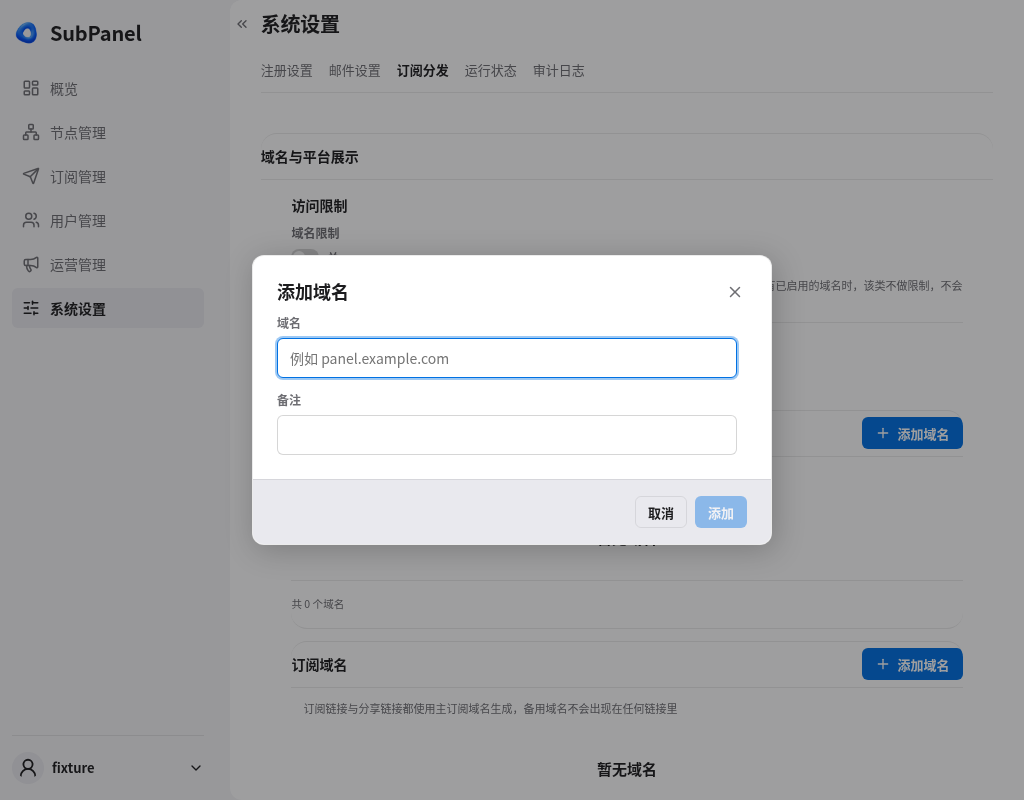 SubPanel
概览
节点管理
订阅管理
用户管理
运营管理
系统设置
fixture
系统设置
注册设置
邮件设置
订阅分发
运行状态
审计日志
域名与平台展示
访问限制
域名限制
已启用的域名时，该类不做限制，不会
添加域名
添加域名
域名
例如 panel.example.com
备注
取消
添加
共 0 个域名
订阅域名
添加域名
订阅链接与分享链接都使用主订阅域名生成，备用域名不会出现在任何链接里
暂无域名